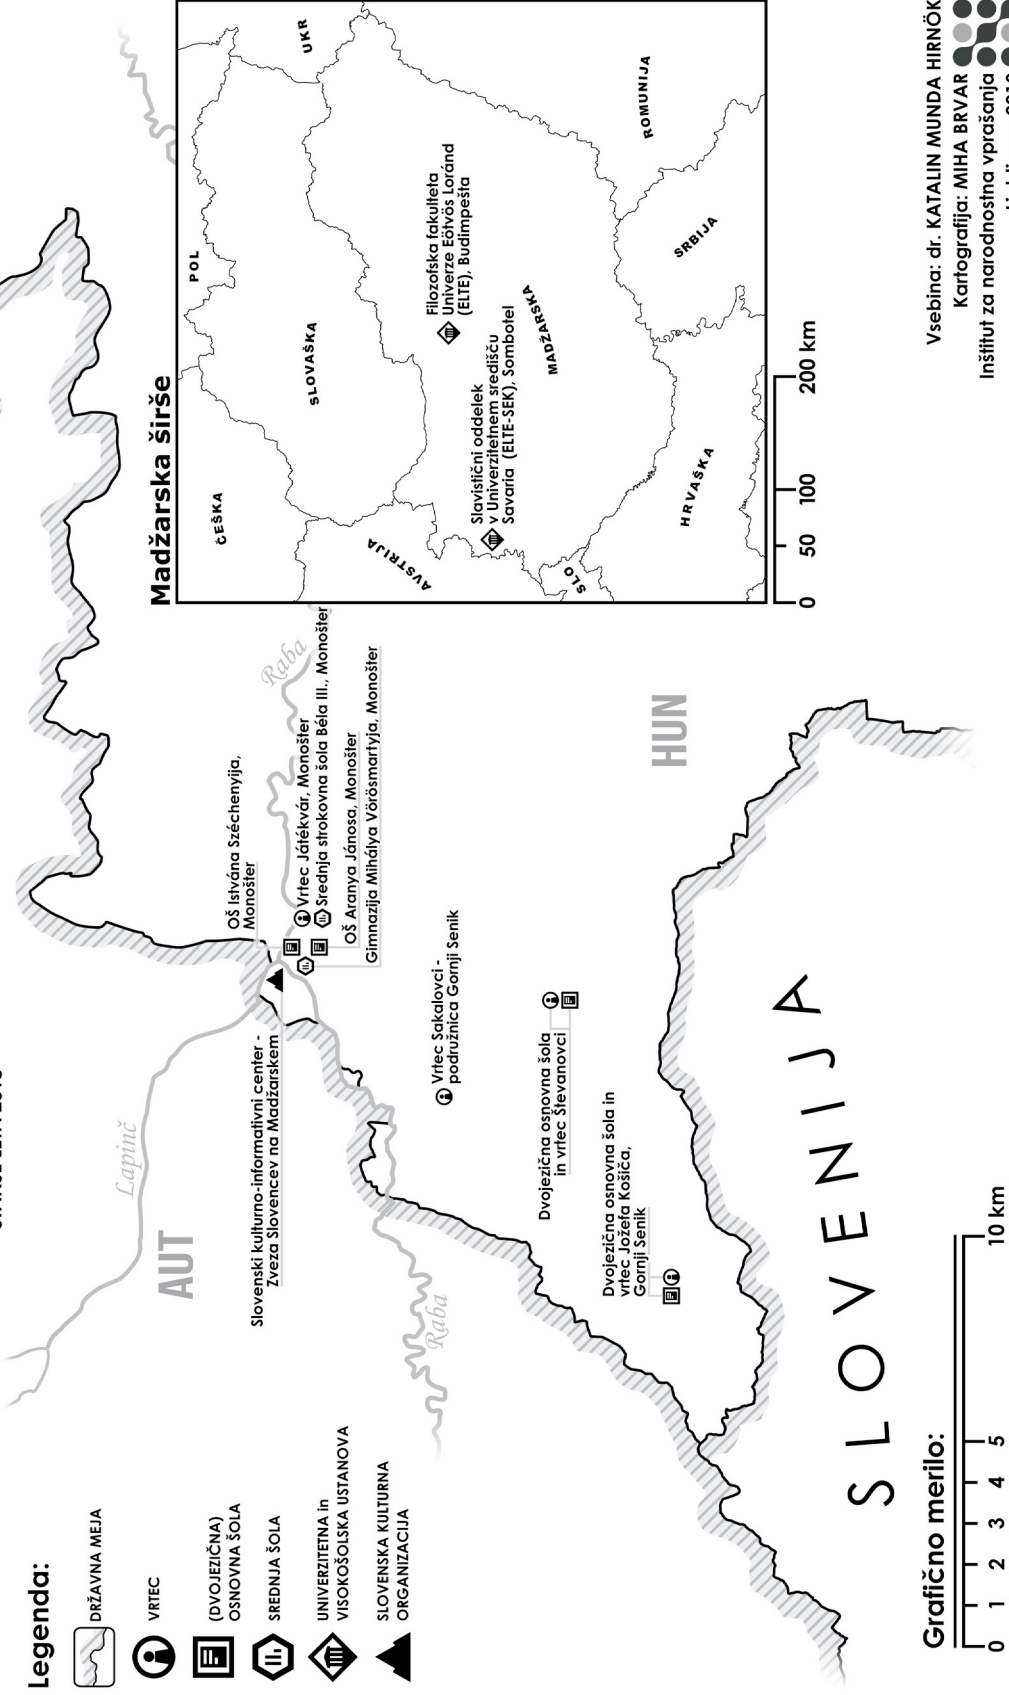 Legenda:
DRŽAVNA MEJA
VRTEC
(DVOJEZIČNA)
OSNOVNA ŠOLA
SREDNJA ŠOLA
UNIVERZITETNA in
VISOKOŠOLSKA USTANOVA
SLOVENSKA KULTURNA
ORGANIZACIJA
AUT
Lapinč
Raba
Slovenski kulturno-informativni center -
Zveza Slovencev na Madžarskem
OŠ Istvána Széchenyija,
Monošter
Vrtec Játékvár, Monošter
Srednja strokovna šola Béla III., Monošter
OŠ Aranya Jánosa, Monošter
Gimnazija Mihálya Vörösmartyja, Monošter
Raba
Vrtec Sakalovci -
podružnica Gornji Senik
Dvojezična osnovna šola
in vrtec Števanovci
Dvojezična osnovna šola in
vrtec Jožefa Košiča,
Gornji Senik
HUN
SLOVENIJA
Grafično merilo:
0 1 2 3 4 5 10 km
Madžarska širše
ČEŠKA
POL
UKR
SLOVAŠKA
AVSTRIJA
Filozofska fakulteta
Univerze Eötvös Loránd
(ELTE), Budimpešta
Slavistični oddelek
v Univerzitetnem središču
Savaria (ELTE-SEK), Sombotel
MADŽARSKA
SLO
HRVAŠKA
SRBIJA
ROMUNIJA
0 50 100 200 km
Vsebina: dr. KATALIN MUNDA HIRNÖK
Kartografija: MIHA BRVAR
Inštitut za narodnostna vprašanja